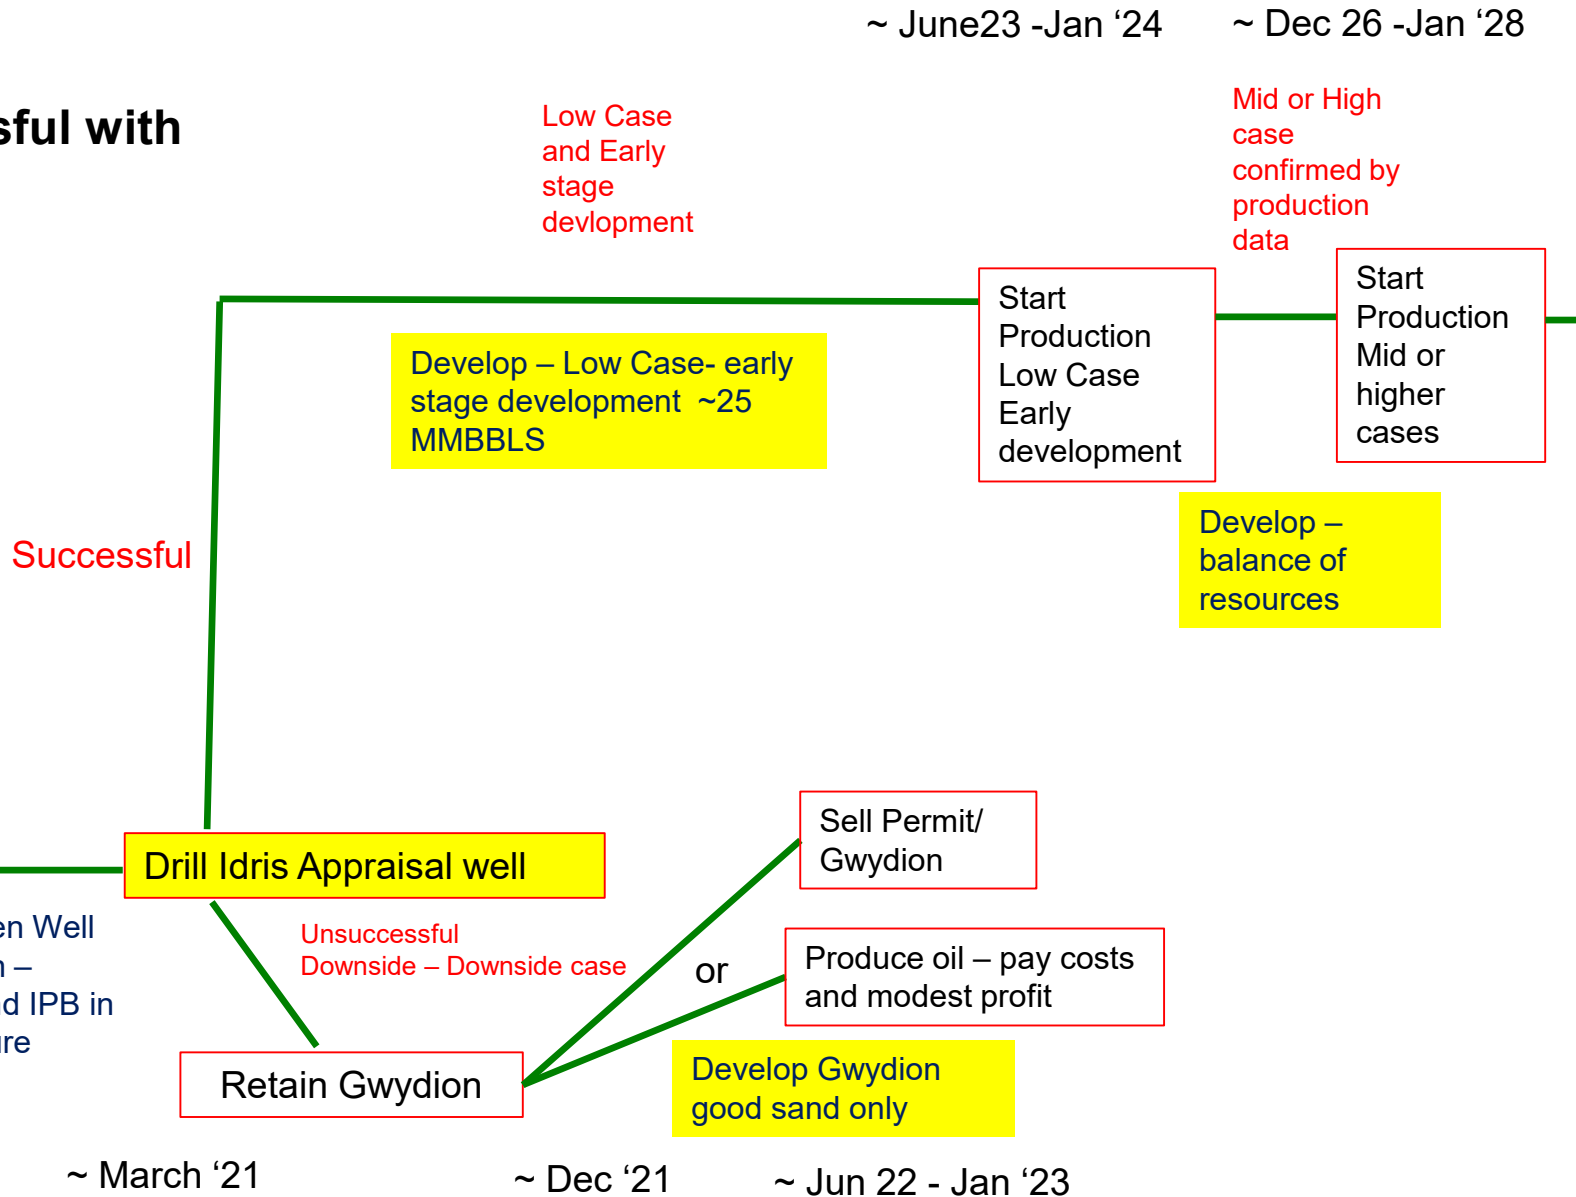 ~ June23 -Jan ‘24
~ Dec 26 -Jan ‘28
sful with
Low Case
and Early
stage
devlopment
Mid or High
case
confirmed by
production
data
Start
Production
Low Case
Early
development
Start
Production
Mid or
higher
cases
Develop – Low Case- early
stage development ~25
MMBBLS
Develop –
balance of
resources
Successful
Sell Permit/
Gwydion
Drill Idris Appraisal well
en Well
n –
nd IPB in
ure
Unsuccessful
Downside – Downside case
or
Produce oil – pay costs
and modest profit
Retain Gwydion
Develop Gwydion
good sand only
~ March ‘21
~ Dec ‘21
~ Jun 22 - Jan ‘23